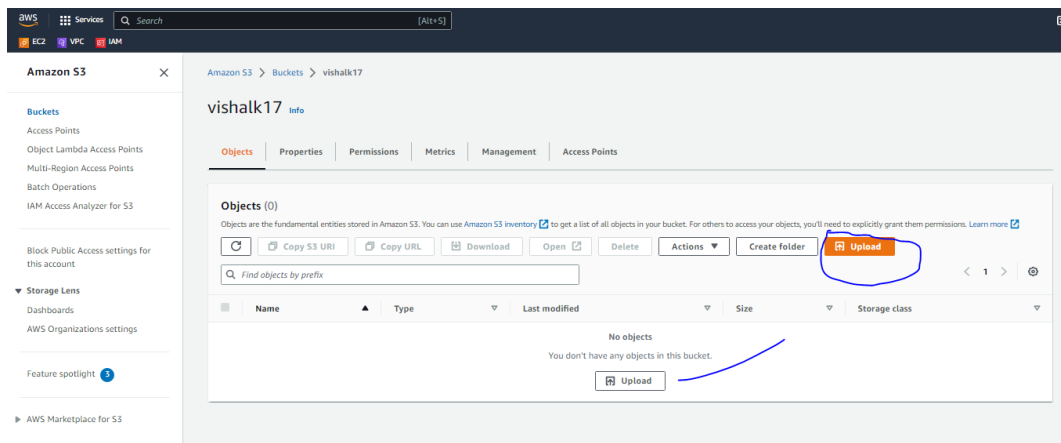 aws Services Search [Alt+S]
EC2 VPC IAM
Amazon S3
Buckets
Access Points
Object Lambda Access Points
Multi-Region Access Points
Batch Operations
IAM Access Analyzer for S3
Block Public Access settings for
this account
Storage Lens
Dashboards
AWS Organizations settings
Feature spotlight 3
AWS Marketplace for S3
Amazon S3 > Buckets > vishalk17
vishalk17 Info
Objects Properties Permissions Metrics Management Access Points
Objects (0)
Objects are the fundamental entities stored in Amazon S3. You can use Amazon S3 inventory to get a list of all objects in your bucket. For others to access your objects, you'll need to explicitly grant them permissions. Learn more
Copy S3 URI Copy URL Download Open Delete Actions Create folder Upload
Find objects by prefix
< 1 >
Name Type Last modified Size Storage class
No objects
You don't have any objects in this bucket.
Upload